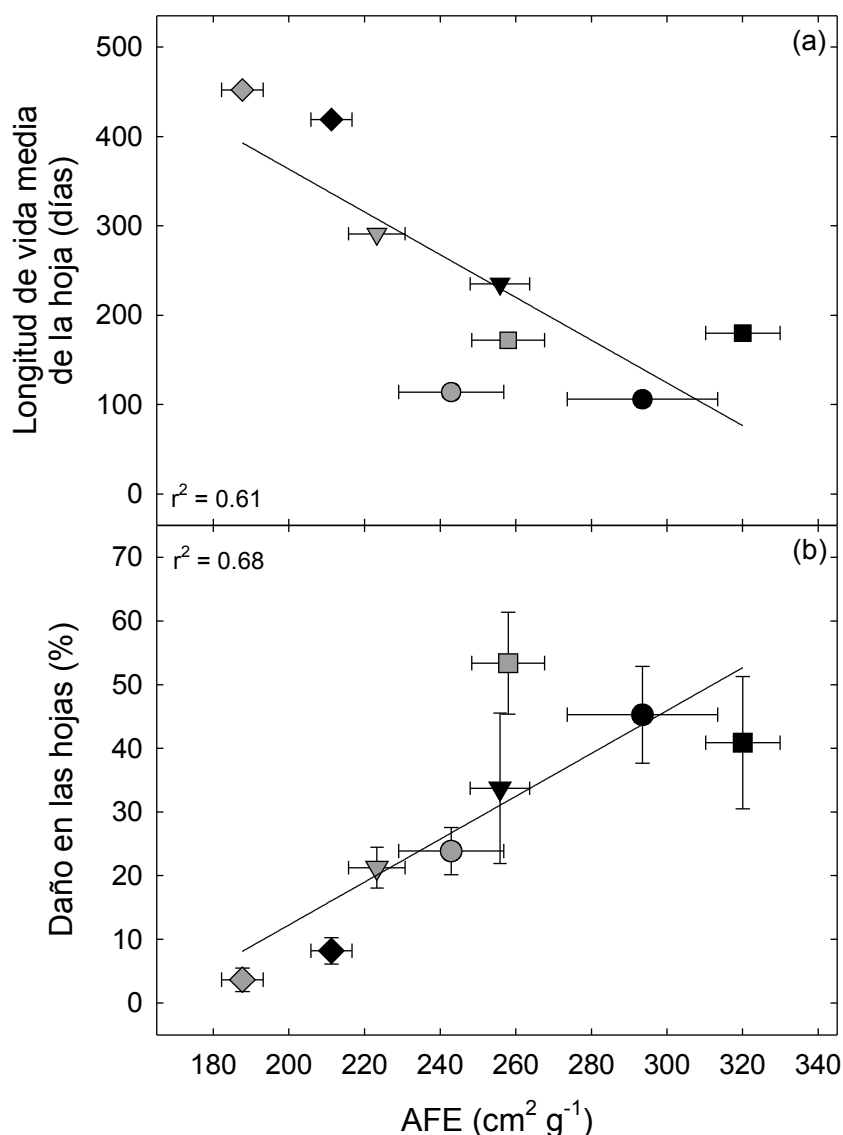 (a)
500
400
300
200
100
0
Longitud de vida media
de la hoja (días)
r² = 0.61
(b)
r² = 0.68
70
60
50
40
30
20
10
0
Daño en las hojas (%)
180 200 220 240 260 280 300 320 340
AFE (cm² g⁻¹)